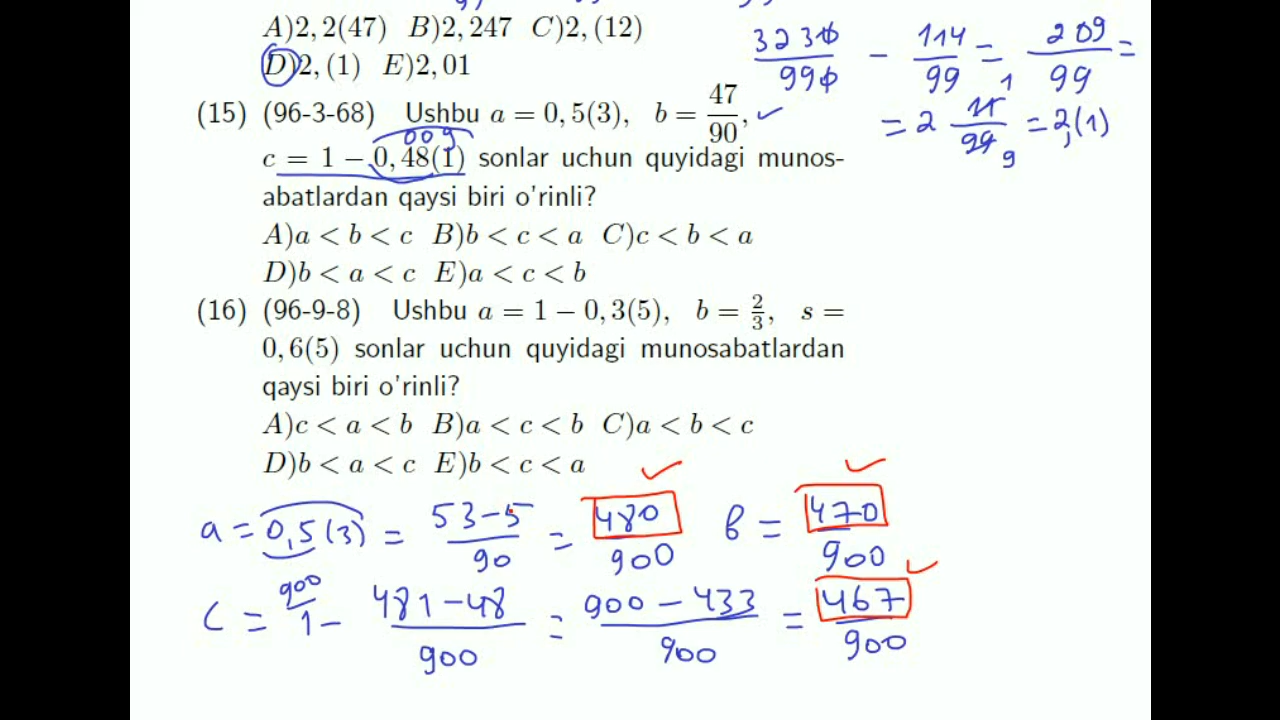 A)2, 2(47) B)2, 247 C)2, (12)
D)2, (1) E)2, 01
3230/990 - 114/99 = 209/99 =
= 2 11/99 1 9 = 2,(1)
(15) (96-3-68) Ushbu a = 0, 5(3), b = 47/90,
009
c = 1 − 0, 48(1) sonlar uchun quyidagi munos-
abatlardan qaysi biri o'rinli?
A)a < b < c B)b < c < a C)c < b < a
D)b < a < c E)a < c < b
(16) (96-9-8) Ushbu a = 1 − 0, 3(5), b = 2/3, s =
0, 6(5) sonlar uchun quyidagi munosabatlardan
qaysi biri o'rinli?
A)c < a < b B)a < c < b C)a < b < c
D)b < a < c E)b < c < a
a = 0,5(3) = 53-5/90 = 480/900 b = 470/900
c = 900/1 - 481-48/900 = 900-433/900 = 467/900